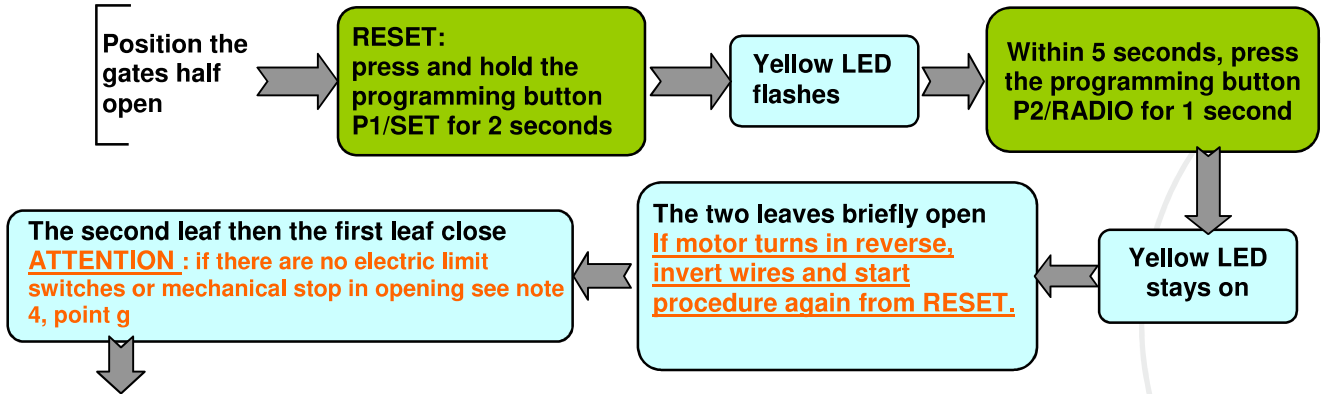 Position the
gates half
open
RESET:
press and hold the
programming button
P1/SET for 2 seconds
Yellow LED
flashes
Within 5 seconds, press
the programming button
P2/RADIO for 1 second
Yellow LED
stays on
The two leaves briefly open
If motor turns in reverse,
invert wires and start
procedure again from RESET.
The second leaf then the first leaf close
ATTENTION : if there are no electric limit
switches or mechanical stop in opening see note
4, point g